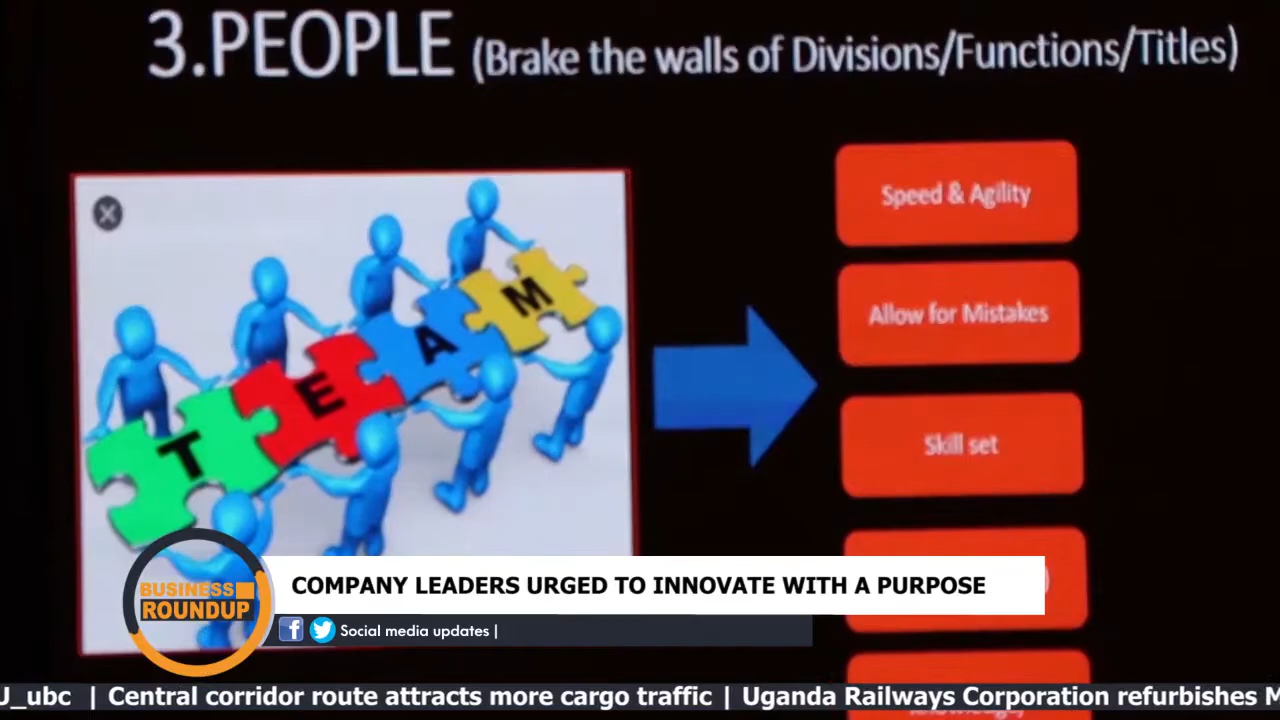 3.PEOPLE (Brake the walls of Divisions/Functions/Titles)
T E A M
Speed & Agility
Allow for Mistakes
Skill set
BUSINESS
ROUNDUP
COMPANY LEADERS URGED TO INNOVATE WITH A PURPOSE
Social media updates |
U_ubc | Central corridor route attracts more cargo traffic | Uganda Railways Corporation refurbishes M